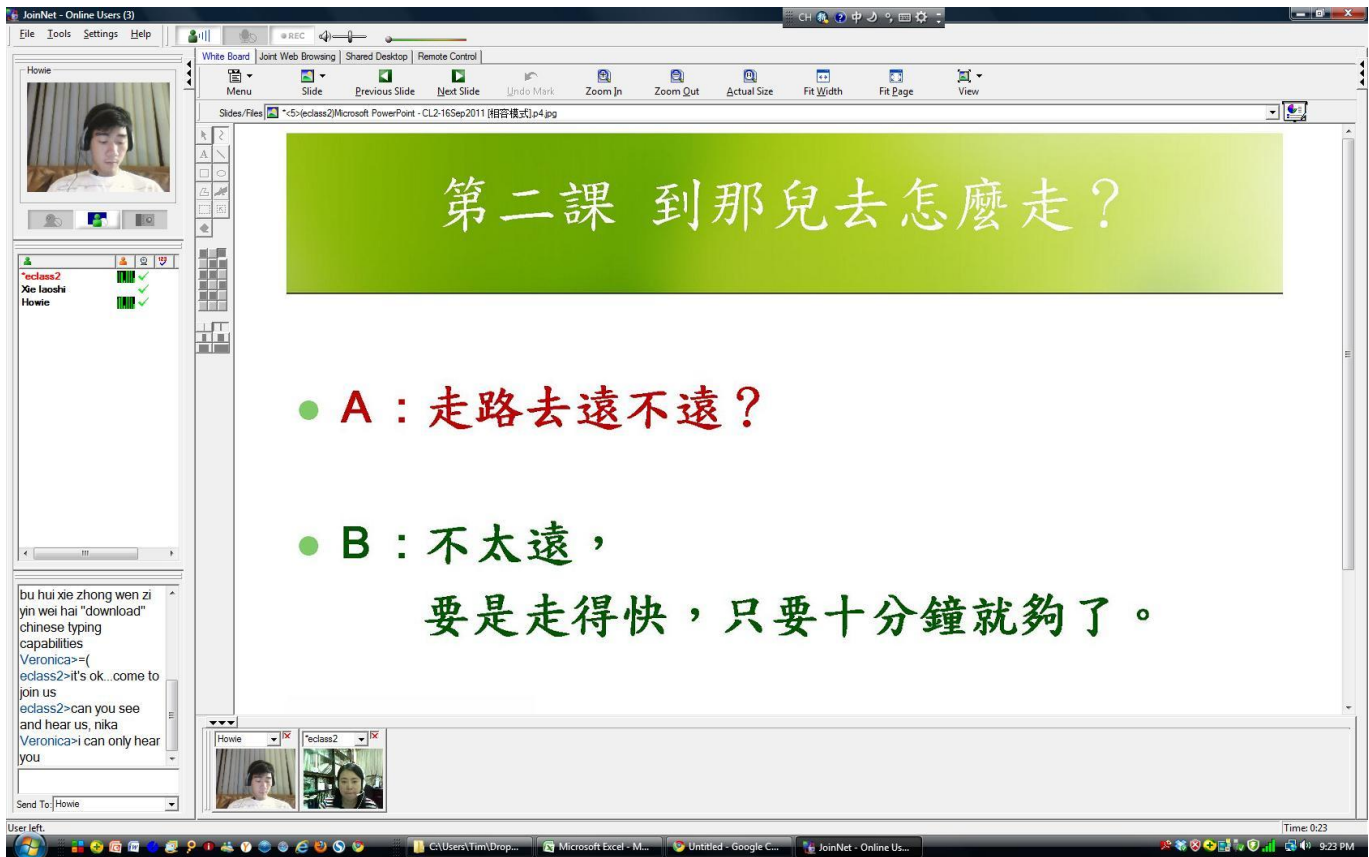 JoinNet - Online Users (3)
CH
中
File Tools Settings Help
REC
White Board Joint Web Browsing Shared Desktop Remote Control
Menu Slide Previous Slide Next Slide Undo Mark Zoom In Zoom Out Actual Size Fit Width Fit Page View
Slides/Files *<5>(eclass2)Microsoft PowerPoint - CL2-16Sep2011 [相容模式].p4.jpg
Howie
*eclass2
Xie laoshi
Howie
第二課 到那兒去怎麼走？
A：走路去遠不遠？
B：不太遠，
要是走得快，只要十分鐘就夠了。
bu hui xie zhong wen zi
yin wei hai "download"
chinese typing
capabilities
Veronica>=(
eclass2>it's ok...come to
join us
eclass2>can you see
and hear us, nika
Veronica>i can only hear
you
Send To: Howie
Howie *eclass2
User left.
Time: 0:23
C:\Users\Tim\Drop... Microsoft Excel - M... Untitled - Google C... JoinNet - Online Us... 9:23 PM